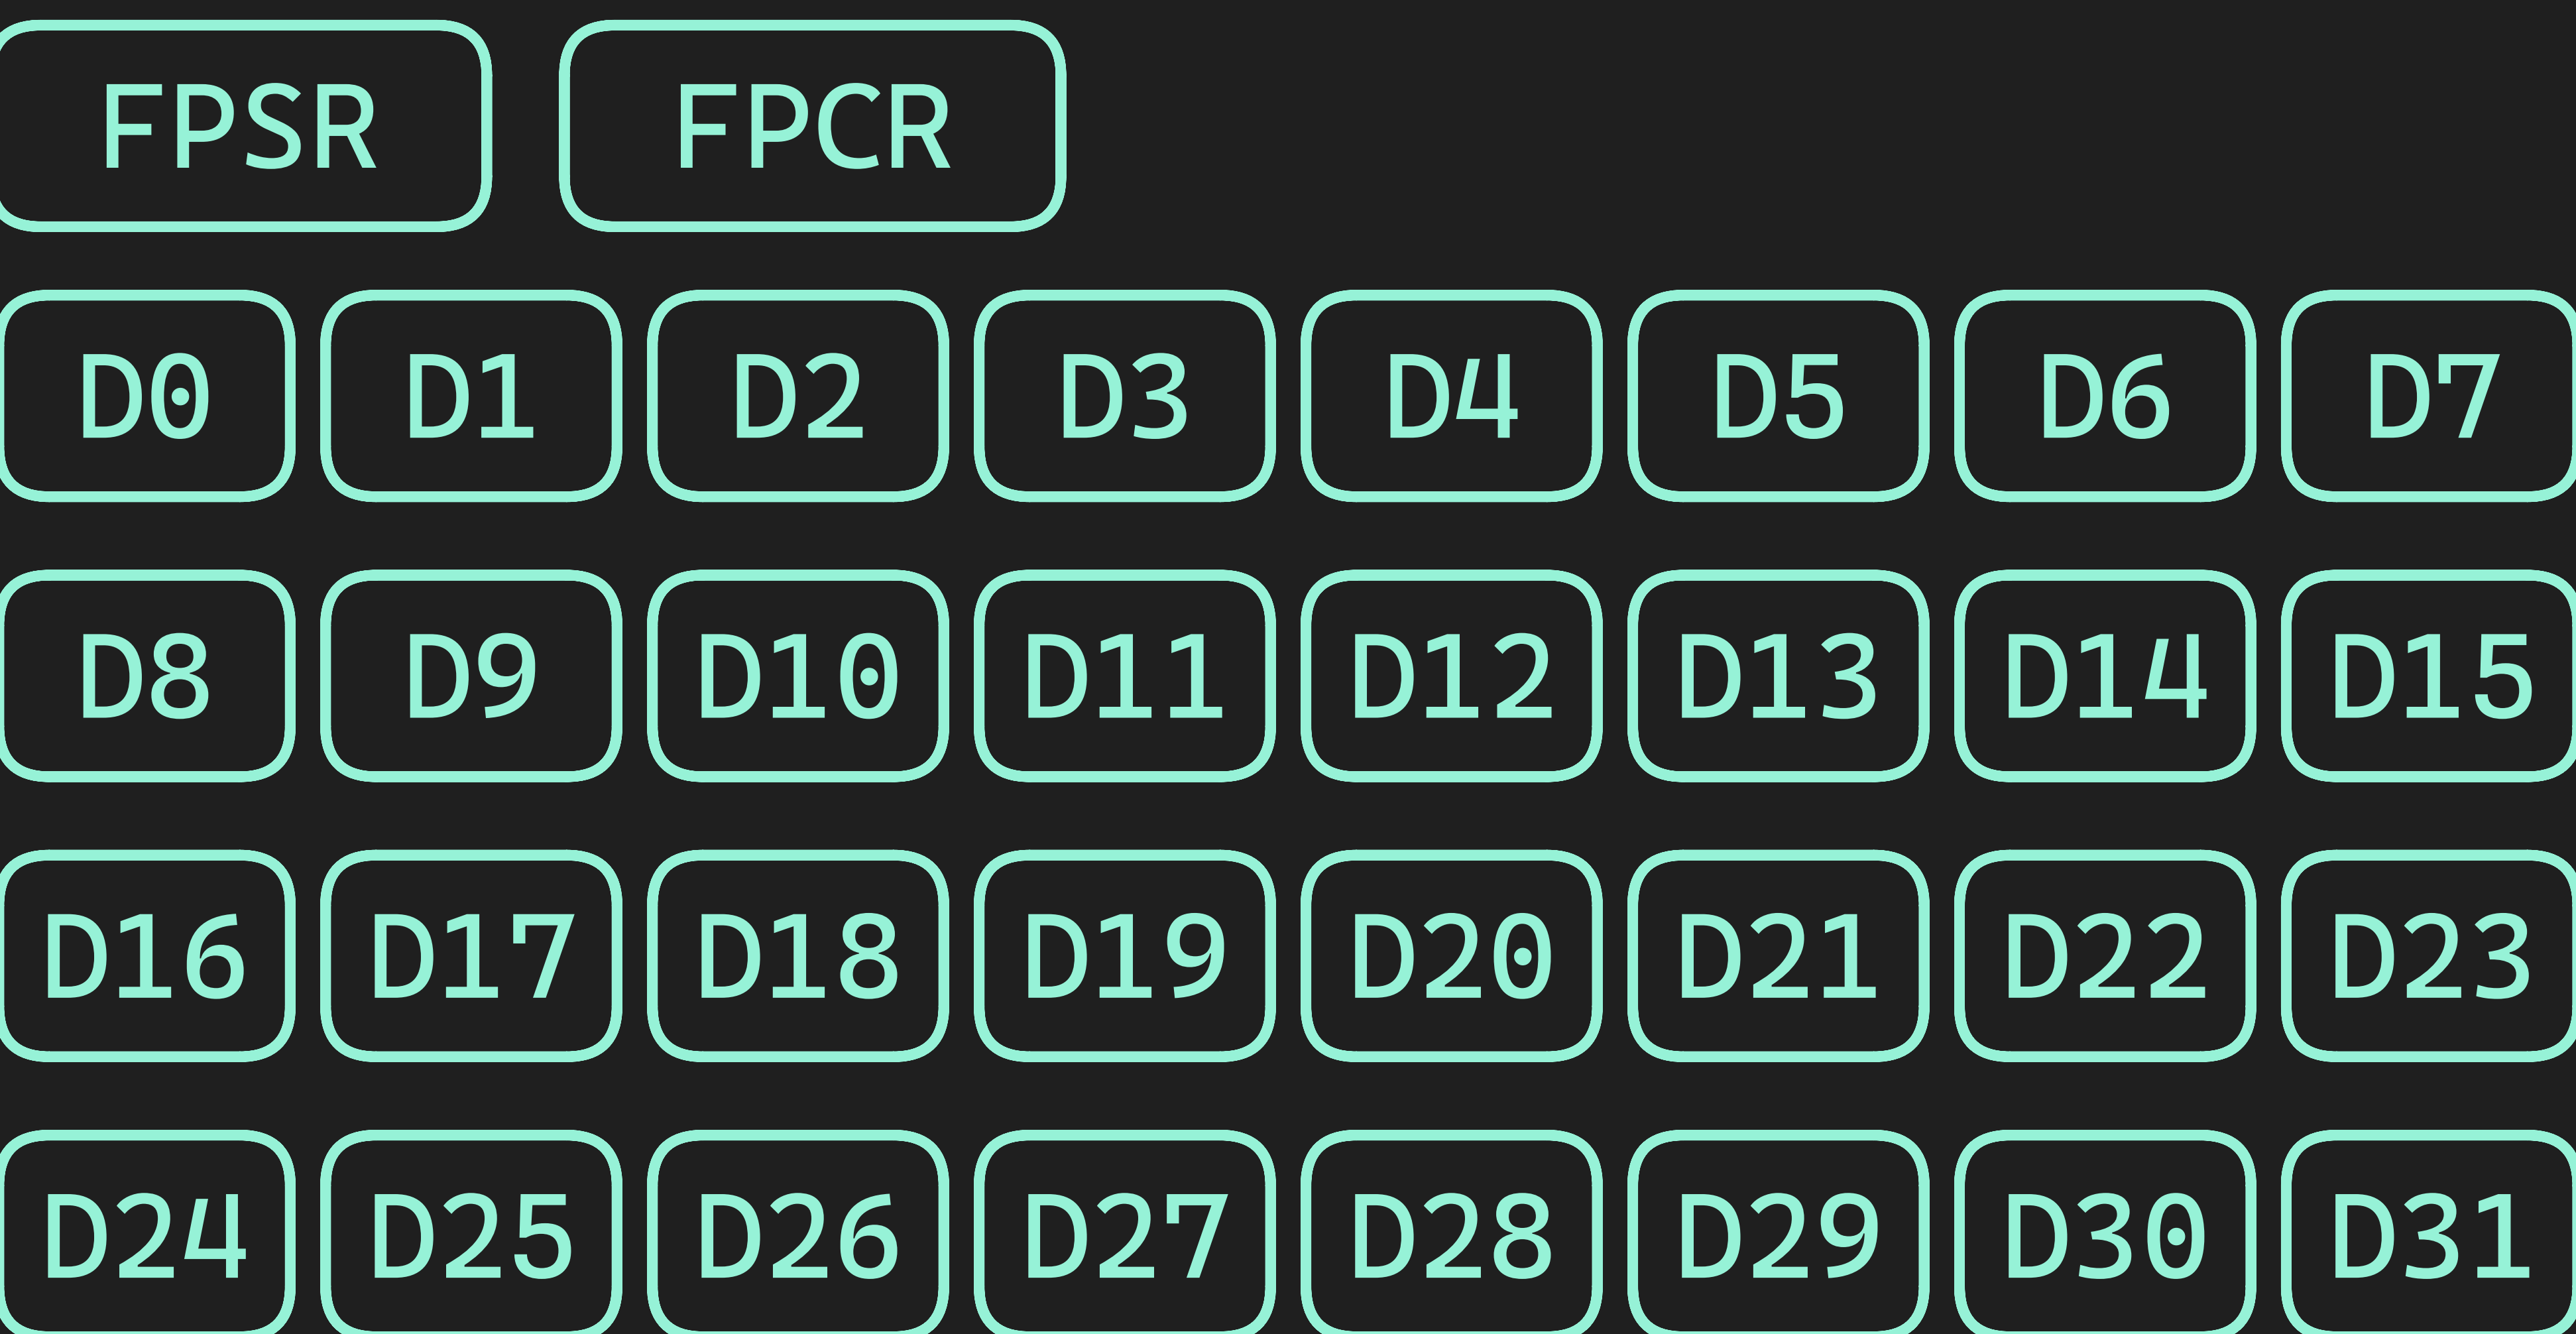 FPSR FPCR
D0 D1 D2 D3 D4 D5 D6 D7
D8 D9 D10 D11 D12 D13 D14 D15
D16 D17 D18 D19 D20 D21 D22 D23
D24 D25 D26 D27 D28 D29 D30 D31